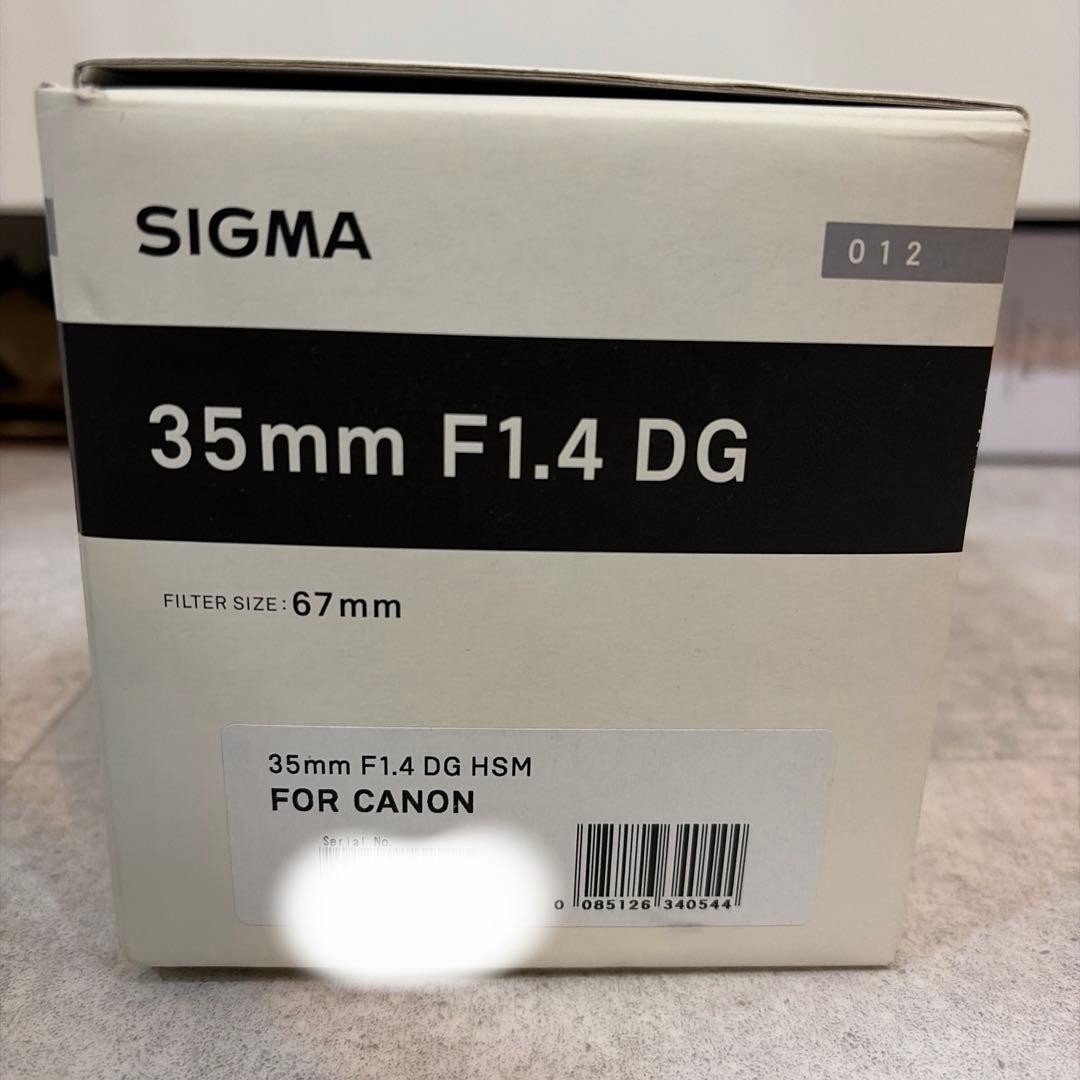 SIGMA
012
35mm F1.4 DG
FILTER SIZE: 67mm
35mm F1.4 DG HSM
FOR CANON
Serial No
0 085126 340544